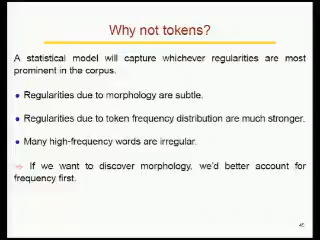 Why not tokens?
A statistical model will capture whichever regularities are most
prominent in the corpus.
• Regularities due to morphology are subtle.
• Regularities due to token frequency distribution are much stronger.
• Many high-frequency words are irregular.
⇒ If we want to discover morphology, we'd better account for
frequency first.